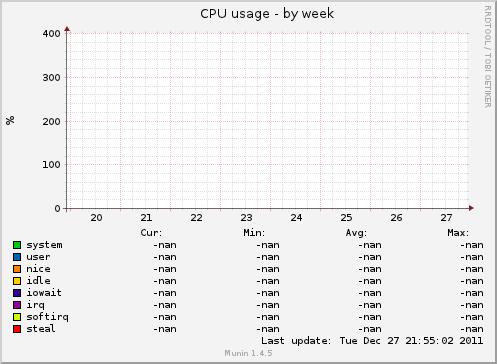 CPU usage - by week
RRDTOOL / TOBI OETIKER
%
400
300
200
100
0
20 21 22 23 24 25 26 27
Cur: Min: Avg: Max:
system -nan -nan -nan -nan
user -nan -nan -nan -nan
nice -nan -nan -nan -nan
idle -nan -nan -nan -nan
iowait -nan -nan -nan -nan
irq -nan -nan -nan -nan
softirq -nan -nan -nan -nan
steal -nan -nan -nan -nan
Last update: Tue Dec 27 21:55:02 2011
Munin 1.4.5